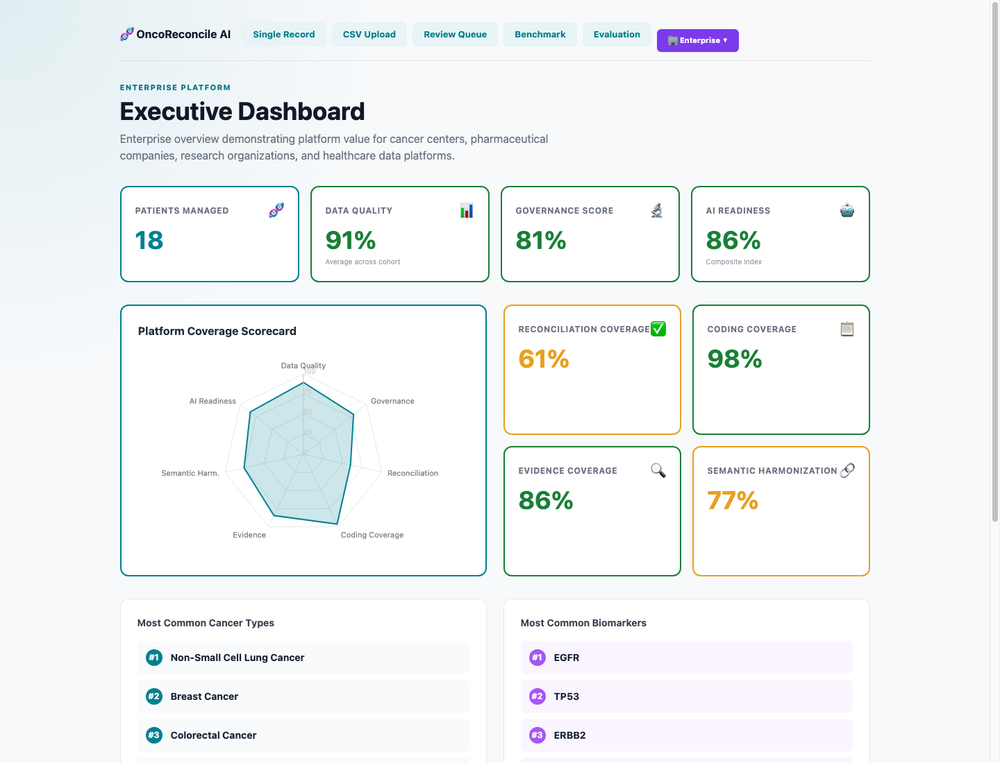 OncoReconcile AI
Single Record
CSV Upload
Review Queue
Benchmark
Evaluation
Enterprise ▼
ENTERPRISE PLATFORM
Executive Dashboard
Enterprise overview demonstrating platform value for cancer centers, pharmaceutical
companies, research organizations, and healthcare data platforms.
PATIENTS MANAGED
18
DATA QUALITY
91%
Average across cohort
GOVERNANCE SCORE
81%
AI READINESS
86%
Composite index
Platform Coverage Scorecard
Data Quality
100
75
50
25
0
AI Readiness
Governance
Semantic Harm.
Reconciliation
Evidence
Coding Coverage
RECONCILIATION COVERAGE
61%
CODING COVERAGE
98%
EVIDENCE COVERAGE
86%
SEMANTIC HARMONIZATION
77%
Most Common Cancer Types
#1 Non-Small Cell Lung Cancer
#2 Breast Cancer
#3 Colorectal Cancer
Most Common Biomarkers
#1 EGFR
#2 TP53
#3 ERBB2